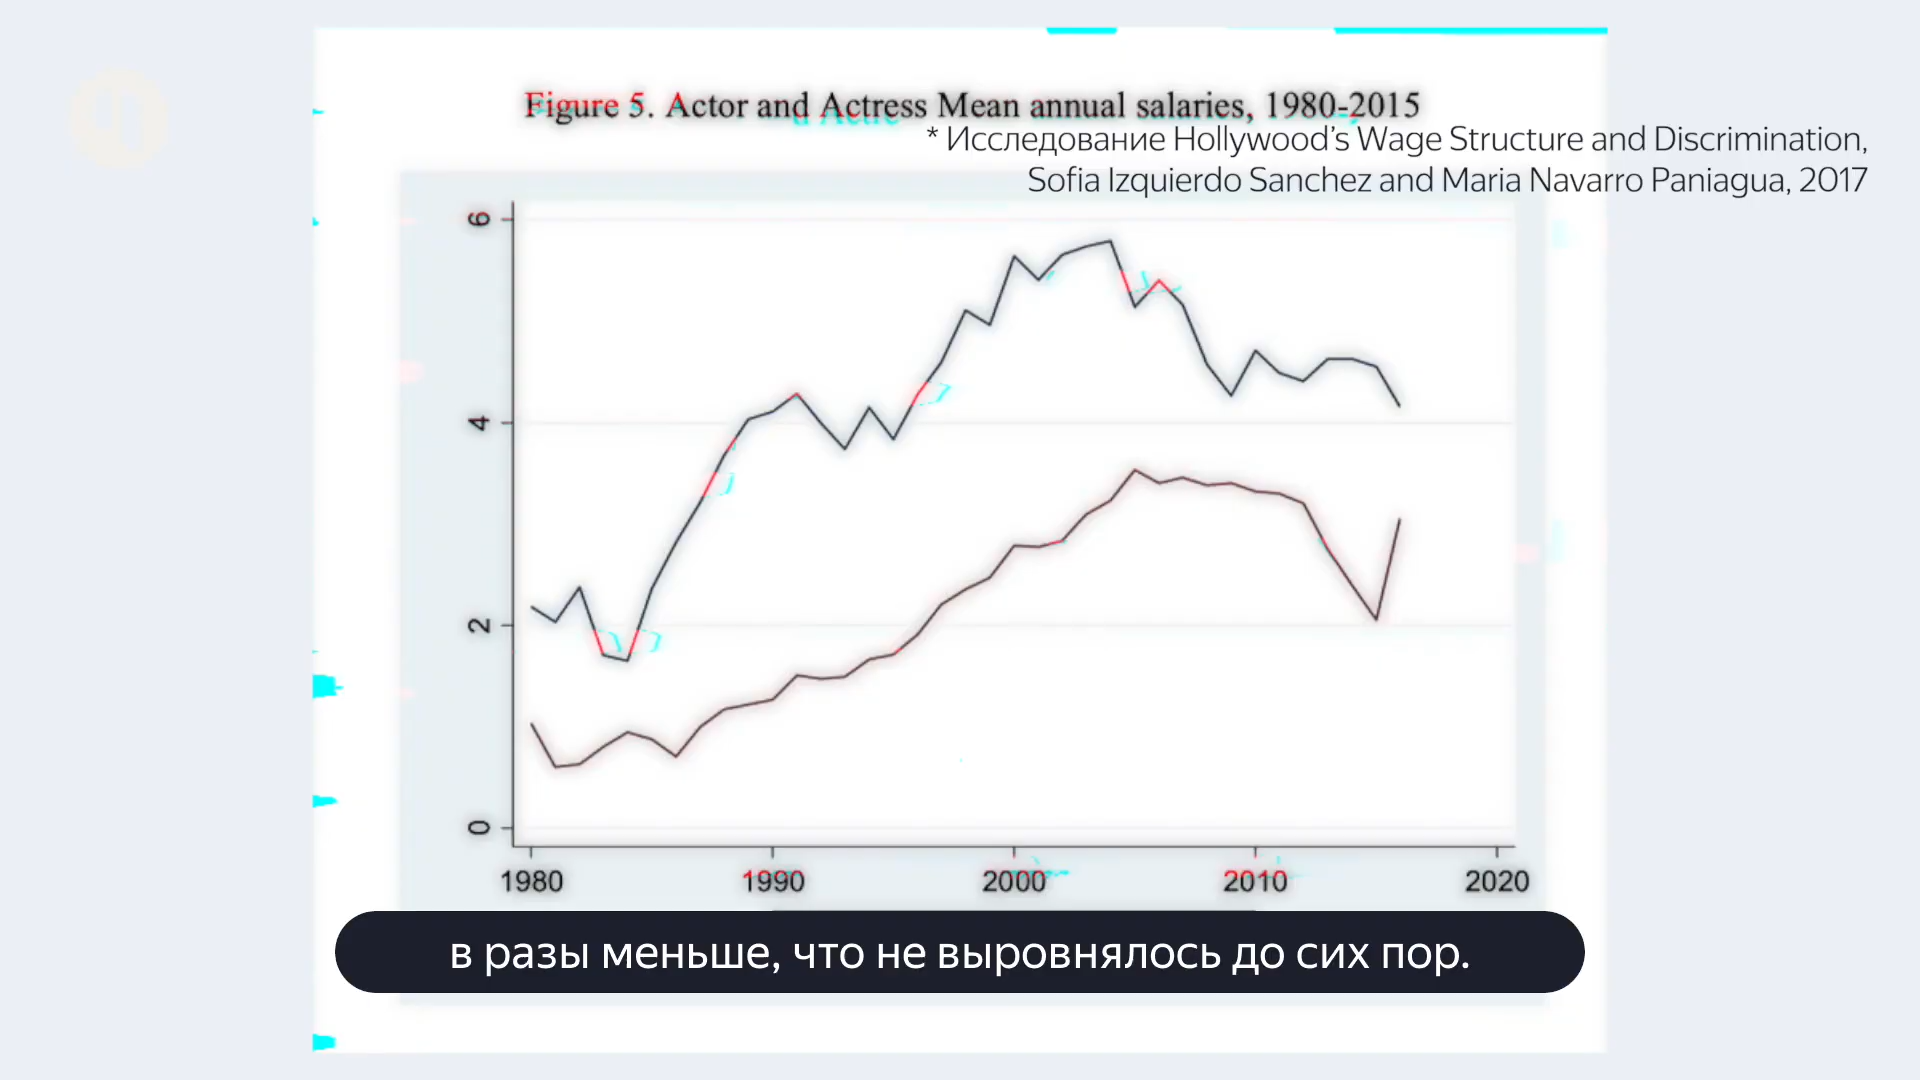 Figure 5. Actor and Actress Mean annual salaries, 1980-2015
* Исследование Hollywood’s Wage Structure and Discrimination,
Sofia Izquierdo Sanchez and Maria Navarro Paniagua, 2017
6
4
2
0
1980 1990 2000 2010 2020
в разы меньше, что не выровнялось до сих пор.